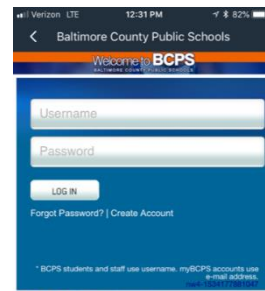 Verizon LTE 12:31 PM 82%
Baltimore County Public Schools
Welcome to BCPS
BALTIMORE COUNTY PUBLIC SCHOOLS
Username
Password
LOG IN
Forgot Password? | Create Account
* BCPS students and staff use username. myBCPS accounts use
e-mail address.